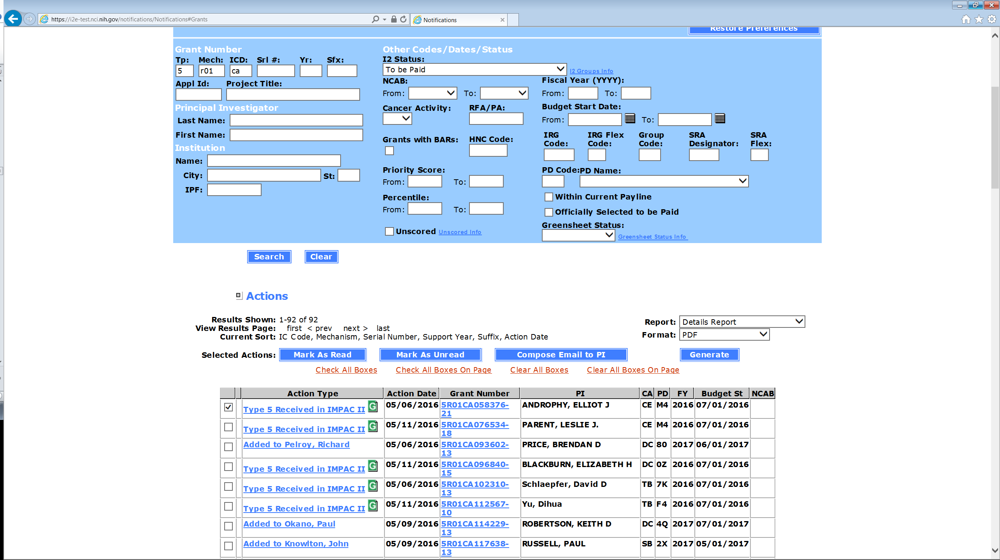 https://i2e-test.nci.nih.gov/notifications/Notifications#Grants
Notifications
Restore Preferences
Grant Number
Tp: Mech: ICD: Srl #: Yr: Sfx:
5 r01 ca
Appl Id: Project Title:
Principal Investigator
Last Name:
First Name:
Institution
Name:
City: St:
IPF:
Other Codes/Dates/Status
I2 Status:
To be Paid I2 Groups Info
NCAB: Fiscal Year (YYYY):
From: To: From: To:
Cancer Activity: RFA/PA: Budget Start Date:
From: To:
Grants with BARs: HNC Code: IRG Code: IRG Flex Code: Group Code: SRA Designator: SRA Flex:
Priority Score: PD Code: PD Name:
From: To:
Within Current Payline
Percentile:
From: To: Officially Selected to be Paid
Greensheet Status:
Unscored Unscored Info Greensheet Status Info
Search Clear
Actions
Results Shown: 1-92 of 92
View Results Page: first < prev next > last
Current Sort: IC Code, Mechanism, Serial Number, Support Year, Suffix, Action Date
Report: Details Report
Format: PDF
Selected Actions: Mark As Read Mark As Unread Compose Email to PI Generate
Check All Boxes Check All Boxes On Page Clear All Boxes Clear All Boxes On Page
Action Type Action Date Grant Number PI CA PD FY Budget St NCAB
Type 5 Received in IMPAC II G 05/06/2016 5R01CA058376-21 ANDROPHY, ELLIOT J CE M4 2016 07/01/2016
Type 5 Received in IMPAC II G 05/11/2016 5R01CA076534-18 PARENT, LESLIE J. CE M4 2016 07/01/2016
Added to Pelroy, Richard 05/06/2016 5R01CA093602-13 PRICE, BRENDAN D DC 80 2017 06/01/2017
Type 5 Received in IMPAC II G 05/11/2016 5R01CA096840-15 BLACKBURN, ELIZABETH H DC 0Z 2016 07/01/2016
Type 5 Received in IMPAC II G 05/06/2016 5R01CA102310-13 Schlaepfer, David D TB 7K 2016 07/01/2016
Type 5 Received in IMPAC II G 05/11/2016 5R01CA112567-10 Yu, Dihua TB F4 2016 07/01/2016
Added to Okano, Paul 05/09/2016 5R01CA114229-13 ROBERTSON, KEITH D DC 4Q 2017 07/01/2017
Added to Knowlton, John 05/09/2016 5R01CA117638-13 RUSSELL, PAUL SB 2X 2017 05/01/2017